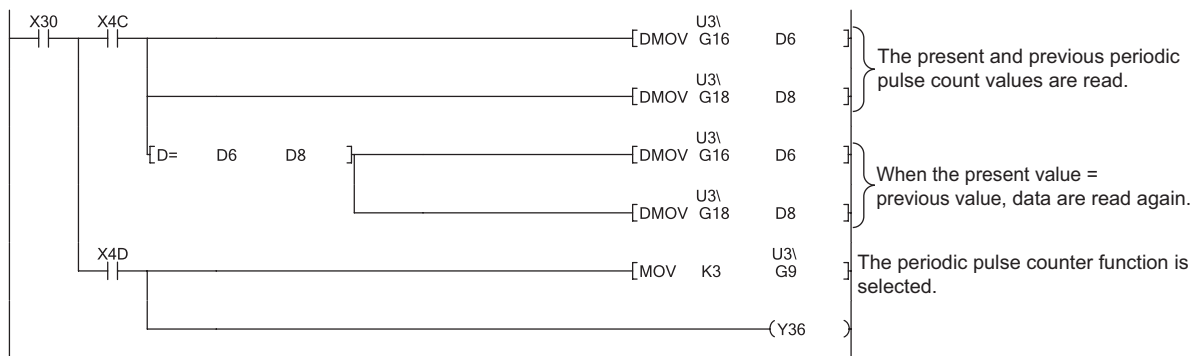 X30 X4C
U3\
DMOV G16 D6
The present and previous periodic
pulse count values are read.
U3\
DMOV G18 D8
D= D6 D8
U3\
DMOV G16 D6
When the present value =
previous value, data are read again.
U3\
DMOV G18 D8
X4D
U3\
MOV K3 G9
The periodic pulse counter function is
selected.
Y36